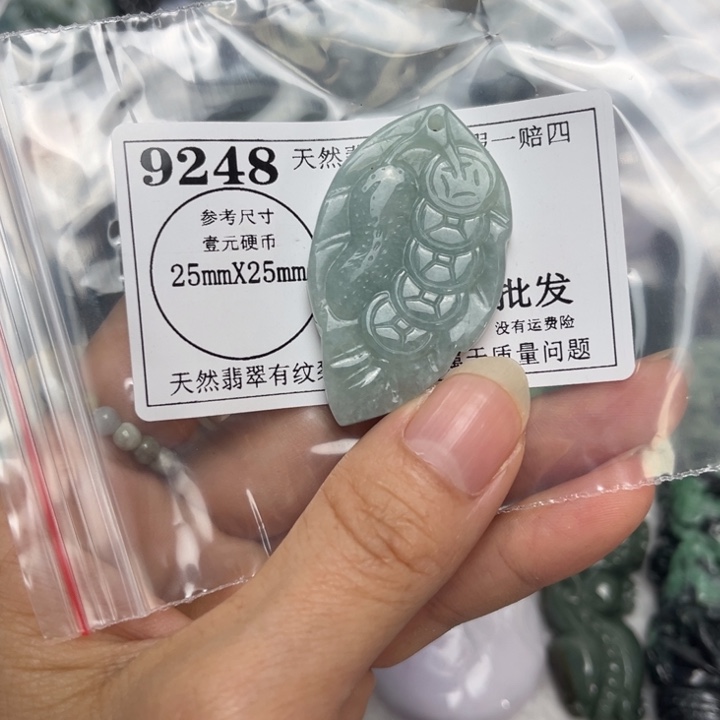 9248 天然翡 一赔四
参考尺寸
壹元硬币
25mmX25mm
批发
没有运费险
天然翡翠有纹 质量问题